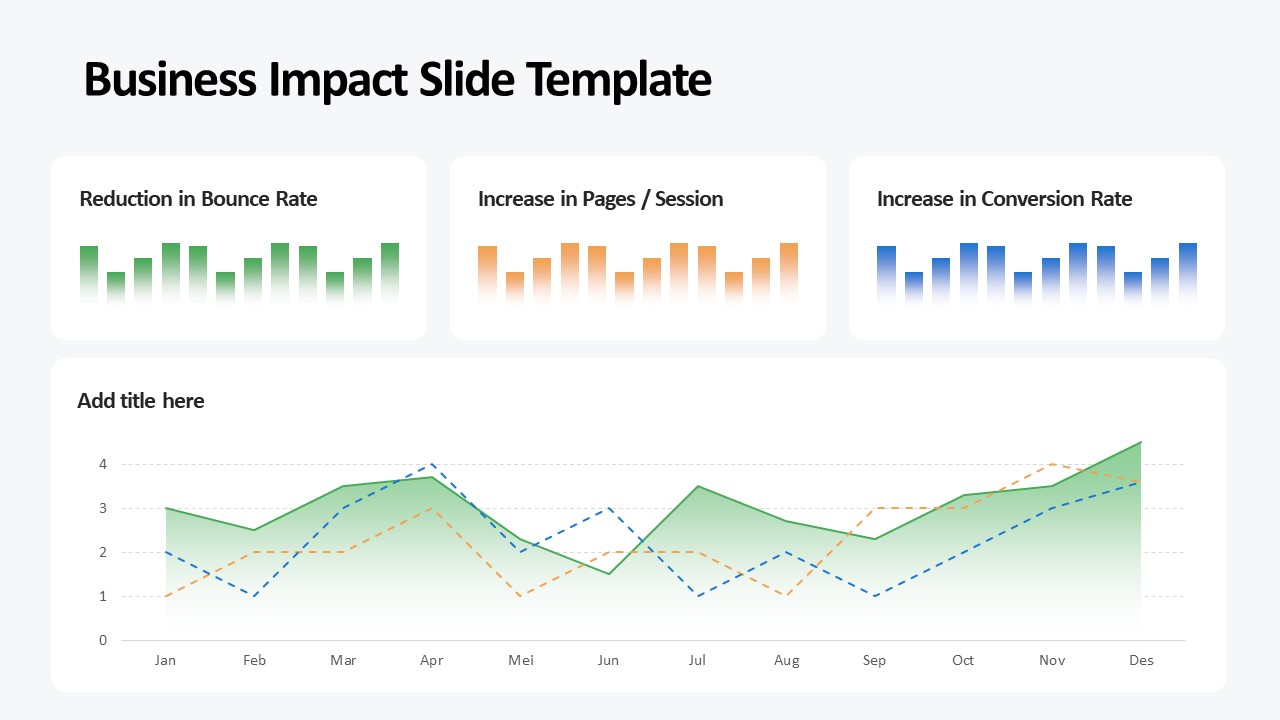 Business Impact Slide Template
Reduction in Bounce Rate
Increase in Pages / Session
Increase in Conversion Rate
Add title here
4
3
2
1
0
Jan Feb Mar Apr Mei Jun Jul Aug Sep Oct Nov Des